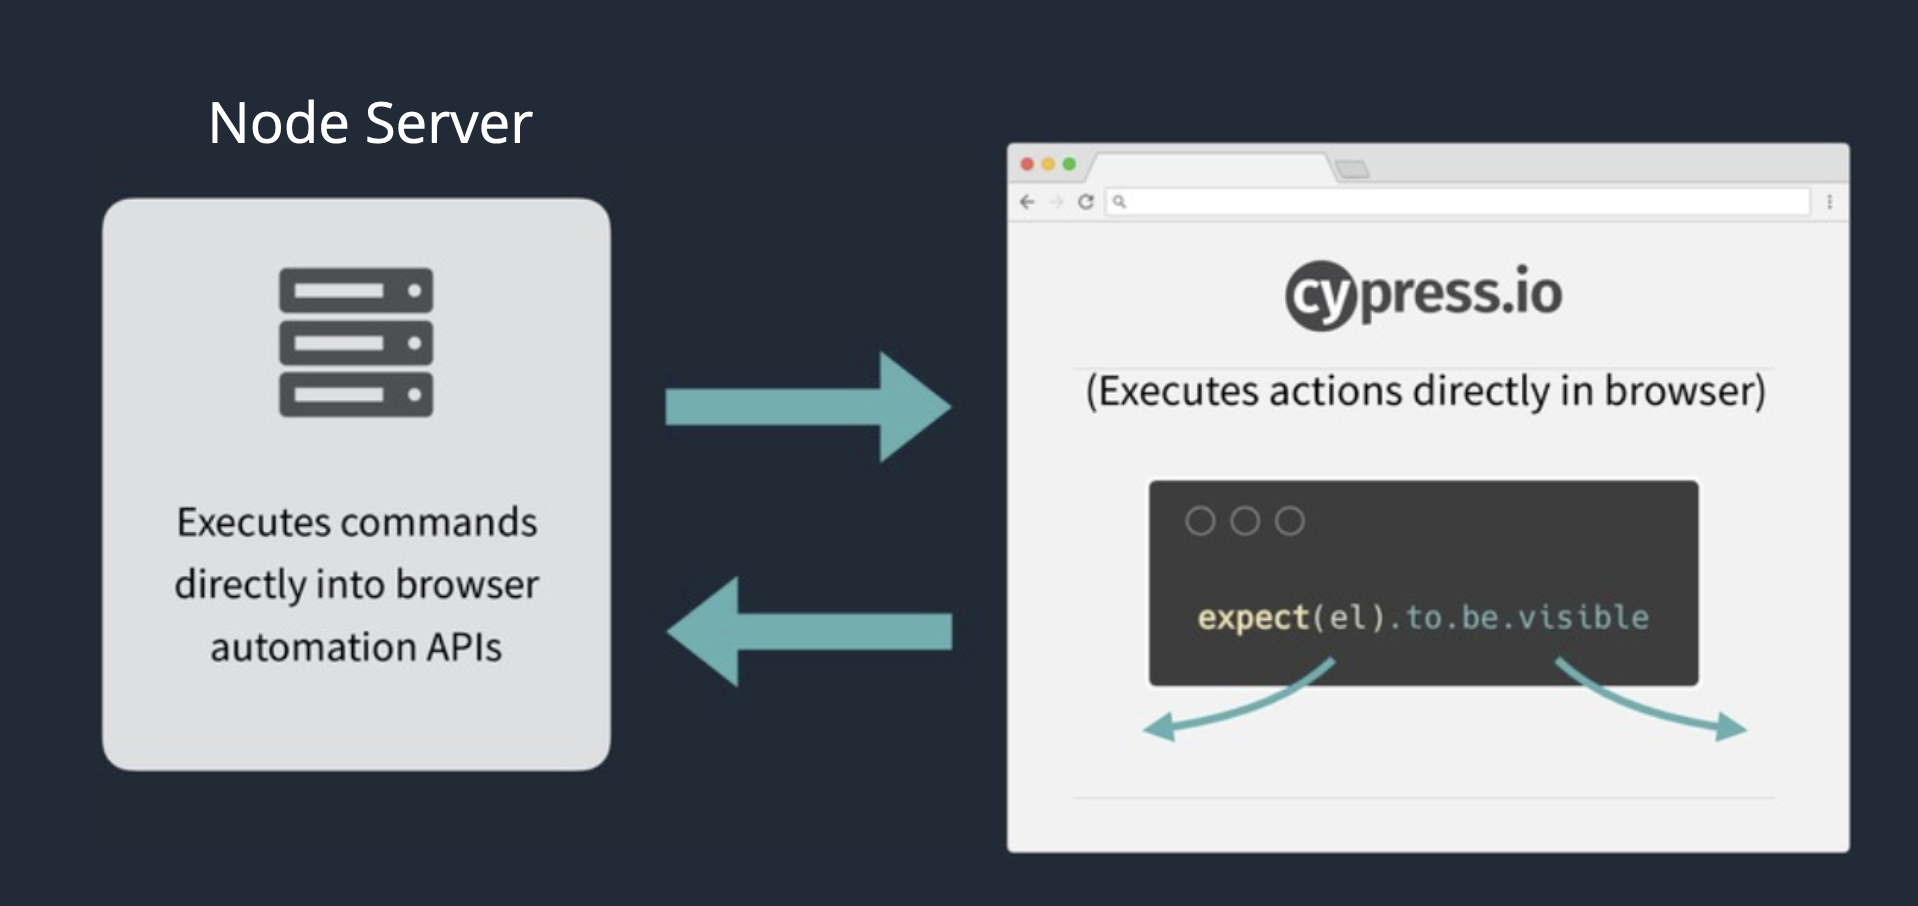 Node Server
Executes commands
directly into browser
automation APIs
cypress.io
(Executes actions directly in browser)
expect(el).to.be.visible